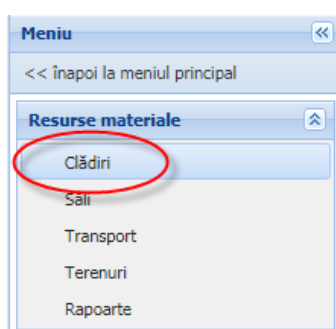 Meniu
<< înapoi la meniul principal
Resurse materiale
Clădiri
Săli
Transport
Terenuri
Rapoarte